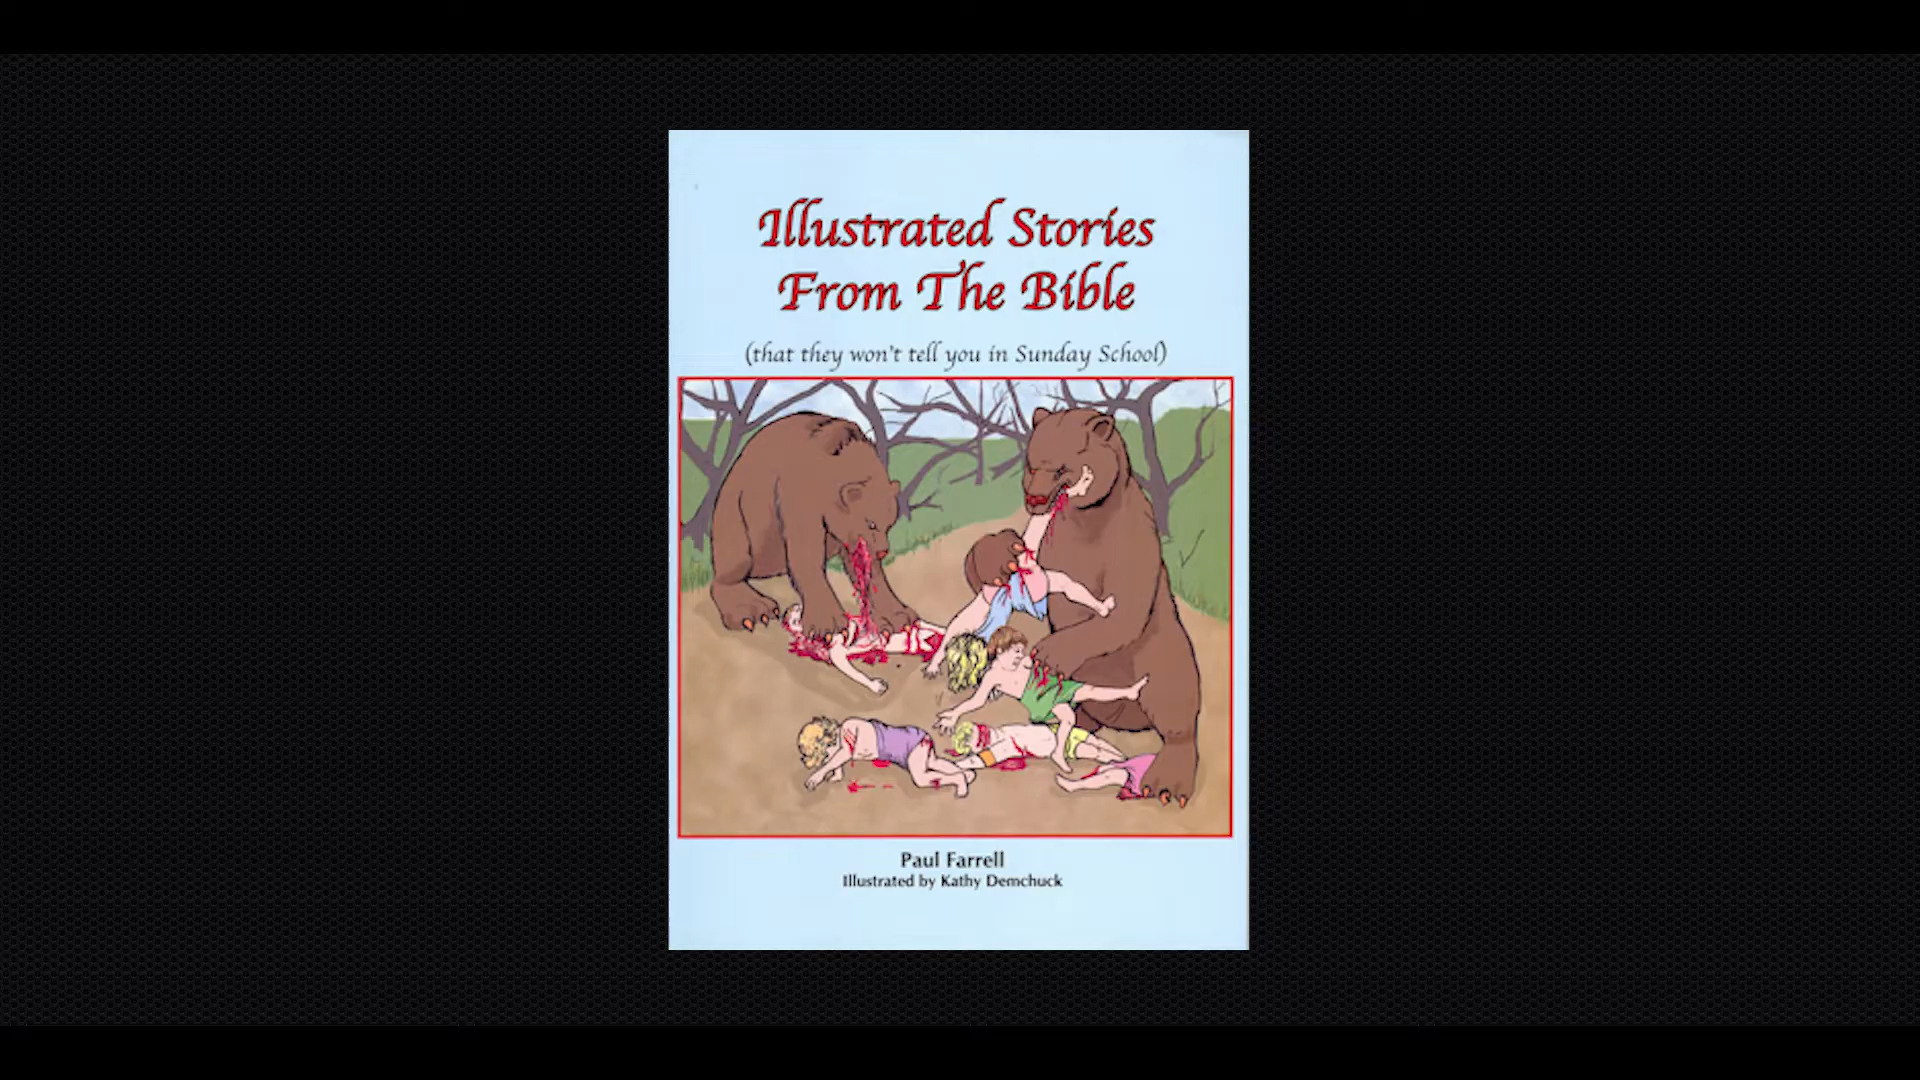 Illustrated Stories
From The Bible
(that they won't tell you in Sunday School)
Paul Farrell
Illustrated by Kathy Demchuck